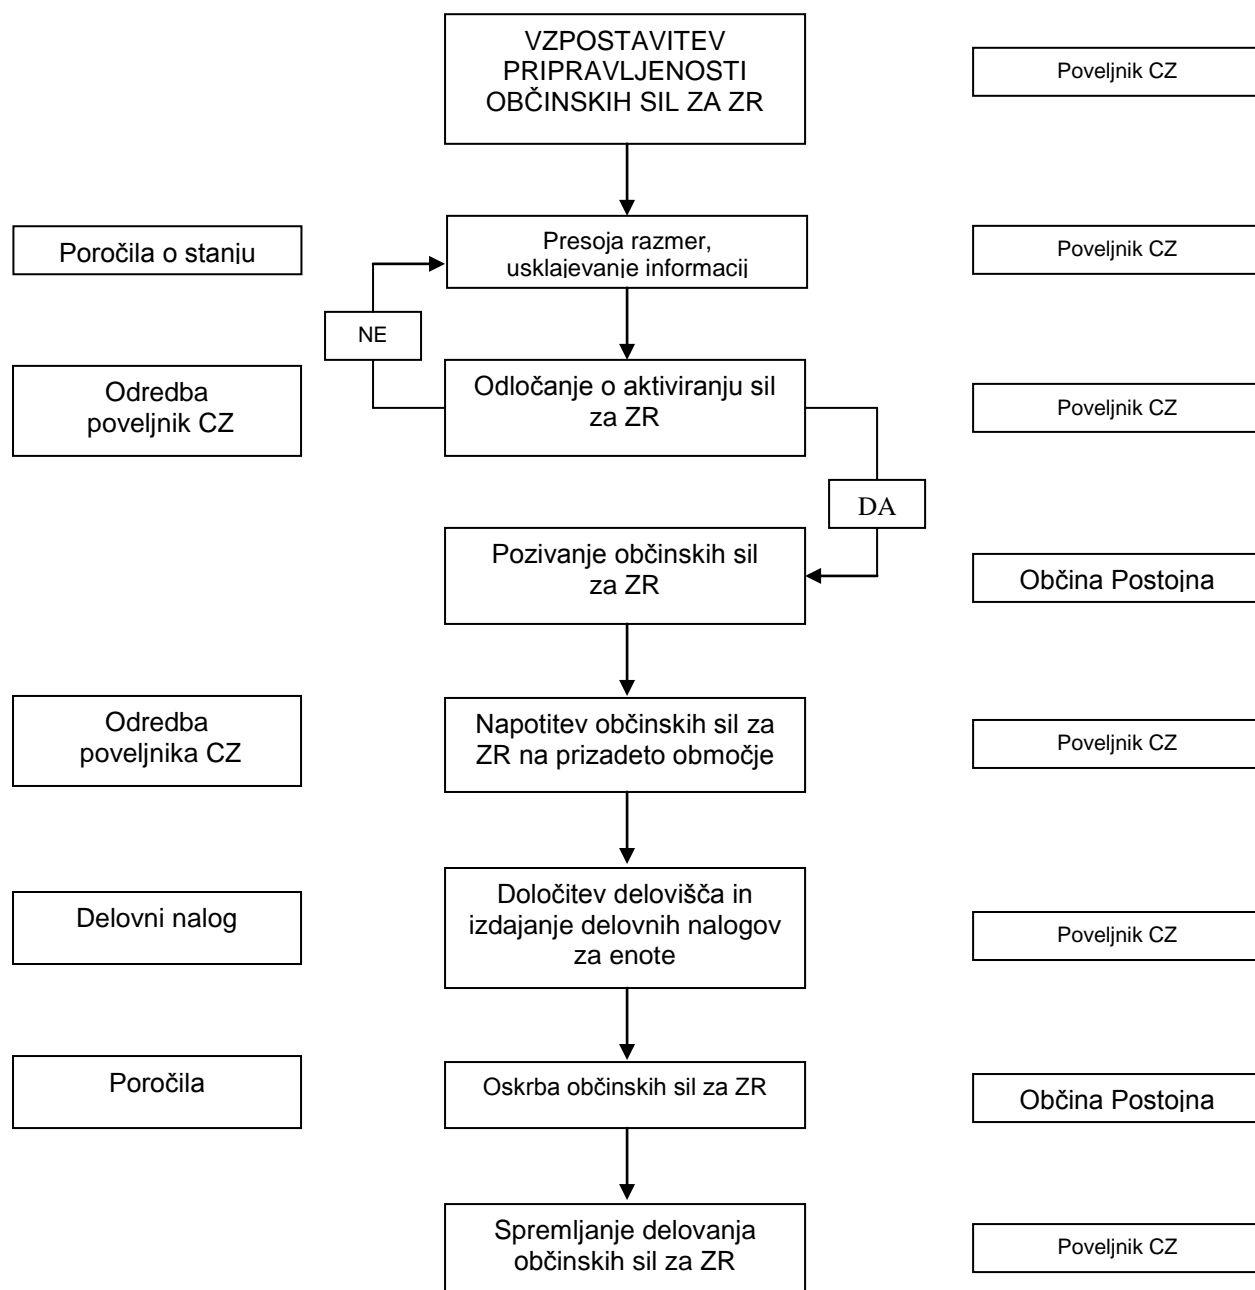 VZPOSTAVITEV
PRIPRAVLJENOSTI
OBČINSKIH SIL ZA ZR
Poveljnik CZ
Poročila o stanju
Presoja razmer,
usklajevanje informacij
Poveljnik CZ
NE
Odredba
poveljnik CZ
Odločanje o aktiviranju sil
za ZR
Poveljnik CZ
DA
Pozivanje občinskih sil
za ZR
Občina Postojna
Odredba
poveljnika CZ
Napotitev občinskih sil za
ZR na prizadeto območje
Poveljnik CZ
Delovni nalog
Določitev delovišča in
izdajanje delovnih nalogov
za enote
Poveljnik CZ
Poročila
Oskrba občinskih sil za ZR
Občina Postojna
Spremljanje delovanja
občinskih sil za ZR
Poveljnik CZ